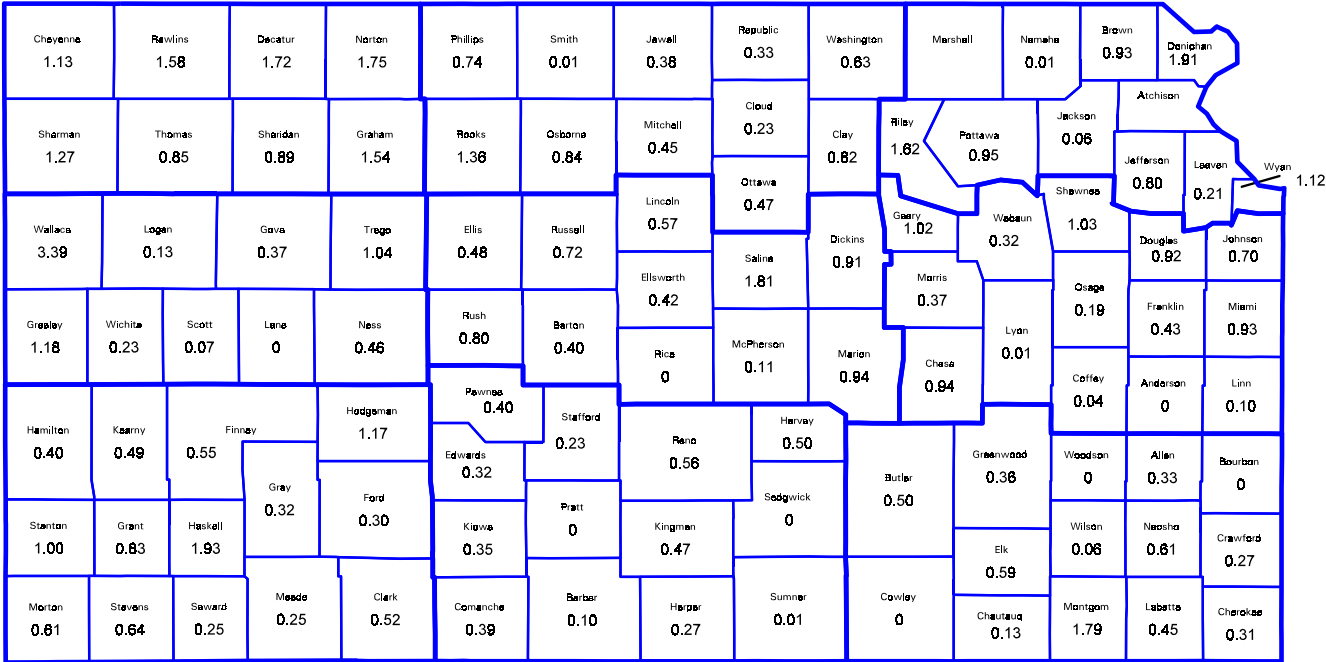 Cheyenne
1.13
Rawlins
1.58
Decatur
1.72
Norton
1.75
Phillips
0.74
Smith
0.01
Jewell
0.38
Republic
0.33
Washington
0.63
Marshall
Nemaha
0.01
Brown
0.93
Doniphan
1.91
Atchison
Sherman
1.27
Thomas
0.85
Sheridan
0.89
Graham
1.54
Rooks
1.36
Osborne
0.84
Mitchell
0.45
Cloud
0.23
Clay
0.82
Riley
1.62
Pottawa
0.95
Jackson
0.06
Jefferson
0.80
Leaven
0.21
Wyan
1.12
Ottawa
0.47
Lincoln
0.57
Wallace
3.39
Logan
0.13
Gove
0.37
Trego
1.04
Ellis
0.48
Russell
0.72
Ellsworth
0.42
Saline
1.81
Dickins
0.91
Geary
1.02
Wabaun
0.32
Shawnee
1.03
Douglas
0.92
Johnson
0.70
Morris
0.37
Osage
0.19
Franklin
0.43
Miami
0.93
Greeley
1.18
Wichita
0.23
Scott
0.07
Lane
0
Ness
0.46
Rush
0.80
Barton
0.40
Rice
0
McPherson
0.11
Marion
0.94
Chase
0.94
Lyon
0.01
Coffey
0.04
Anderson
0
Linn
0.10
Hamilton
0.40
Kearny
0.49
Finney
0.55
Hodgeman
1.17
Pawnee
0.40
Edwards
0.32
Stafford
0.23
Reno
0.56
Harvey
0.50
Sedgwick
0
Butler
0.50
Greenwood
0.36
Woodson
0
Allen
0.33
Bourbon
0
Gray
0.32
Ford
0.30
Stanton
1.00
Grant
0.83
Haskell
1.93
Kiowa
0.35
Pratt
0
Kingman
0.47
Elk
0.59
Wilson
0.06
Neosho
0.61
Crawford
0.27
Morton
0.61
Stevens
0.64
Seward
0.25
Meade
0.25
Clark
0.52
Comanche
0.39
Barber
0.10
Harper
0.27
Sumner
0.01
Cowley
0
Chautauq
0.13
Montgom
1.79
Labette
0.45
Cherokee
0.31